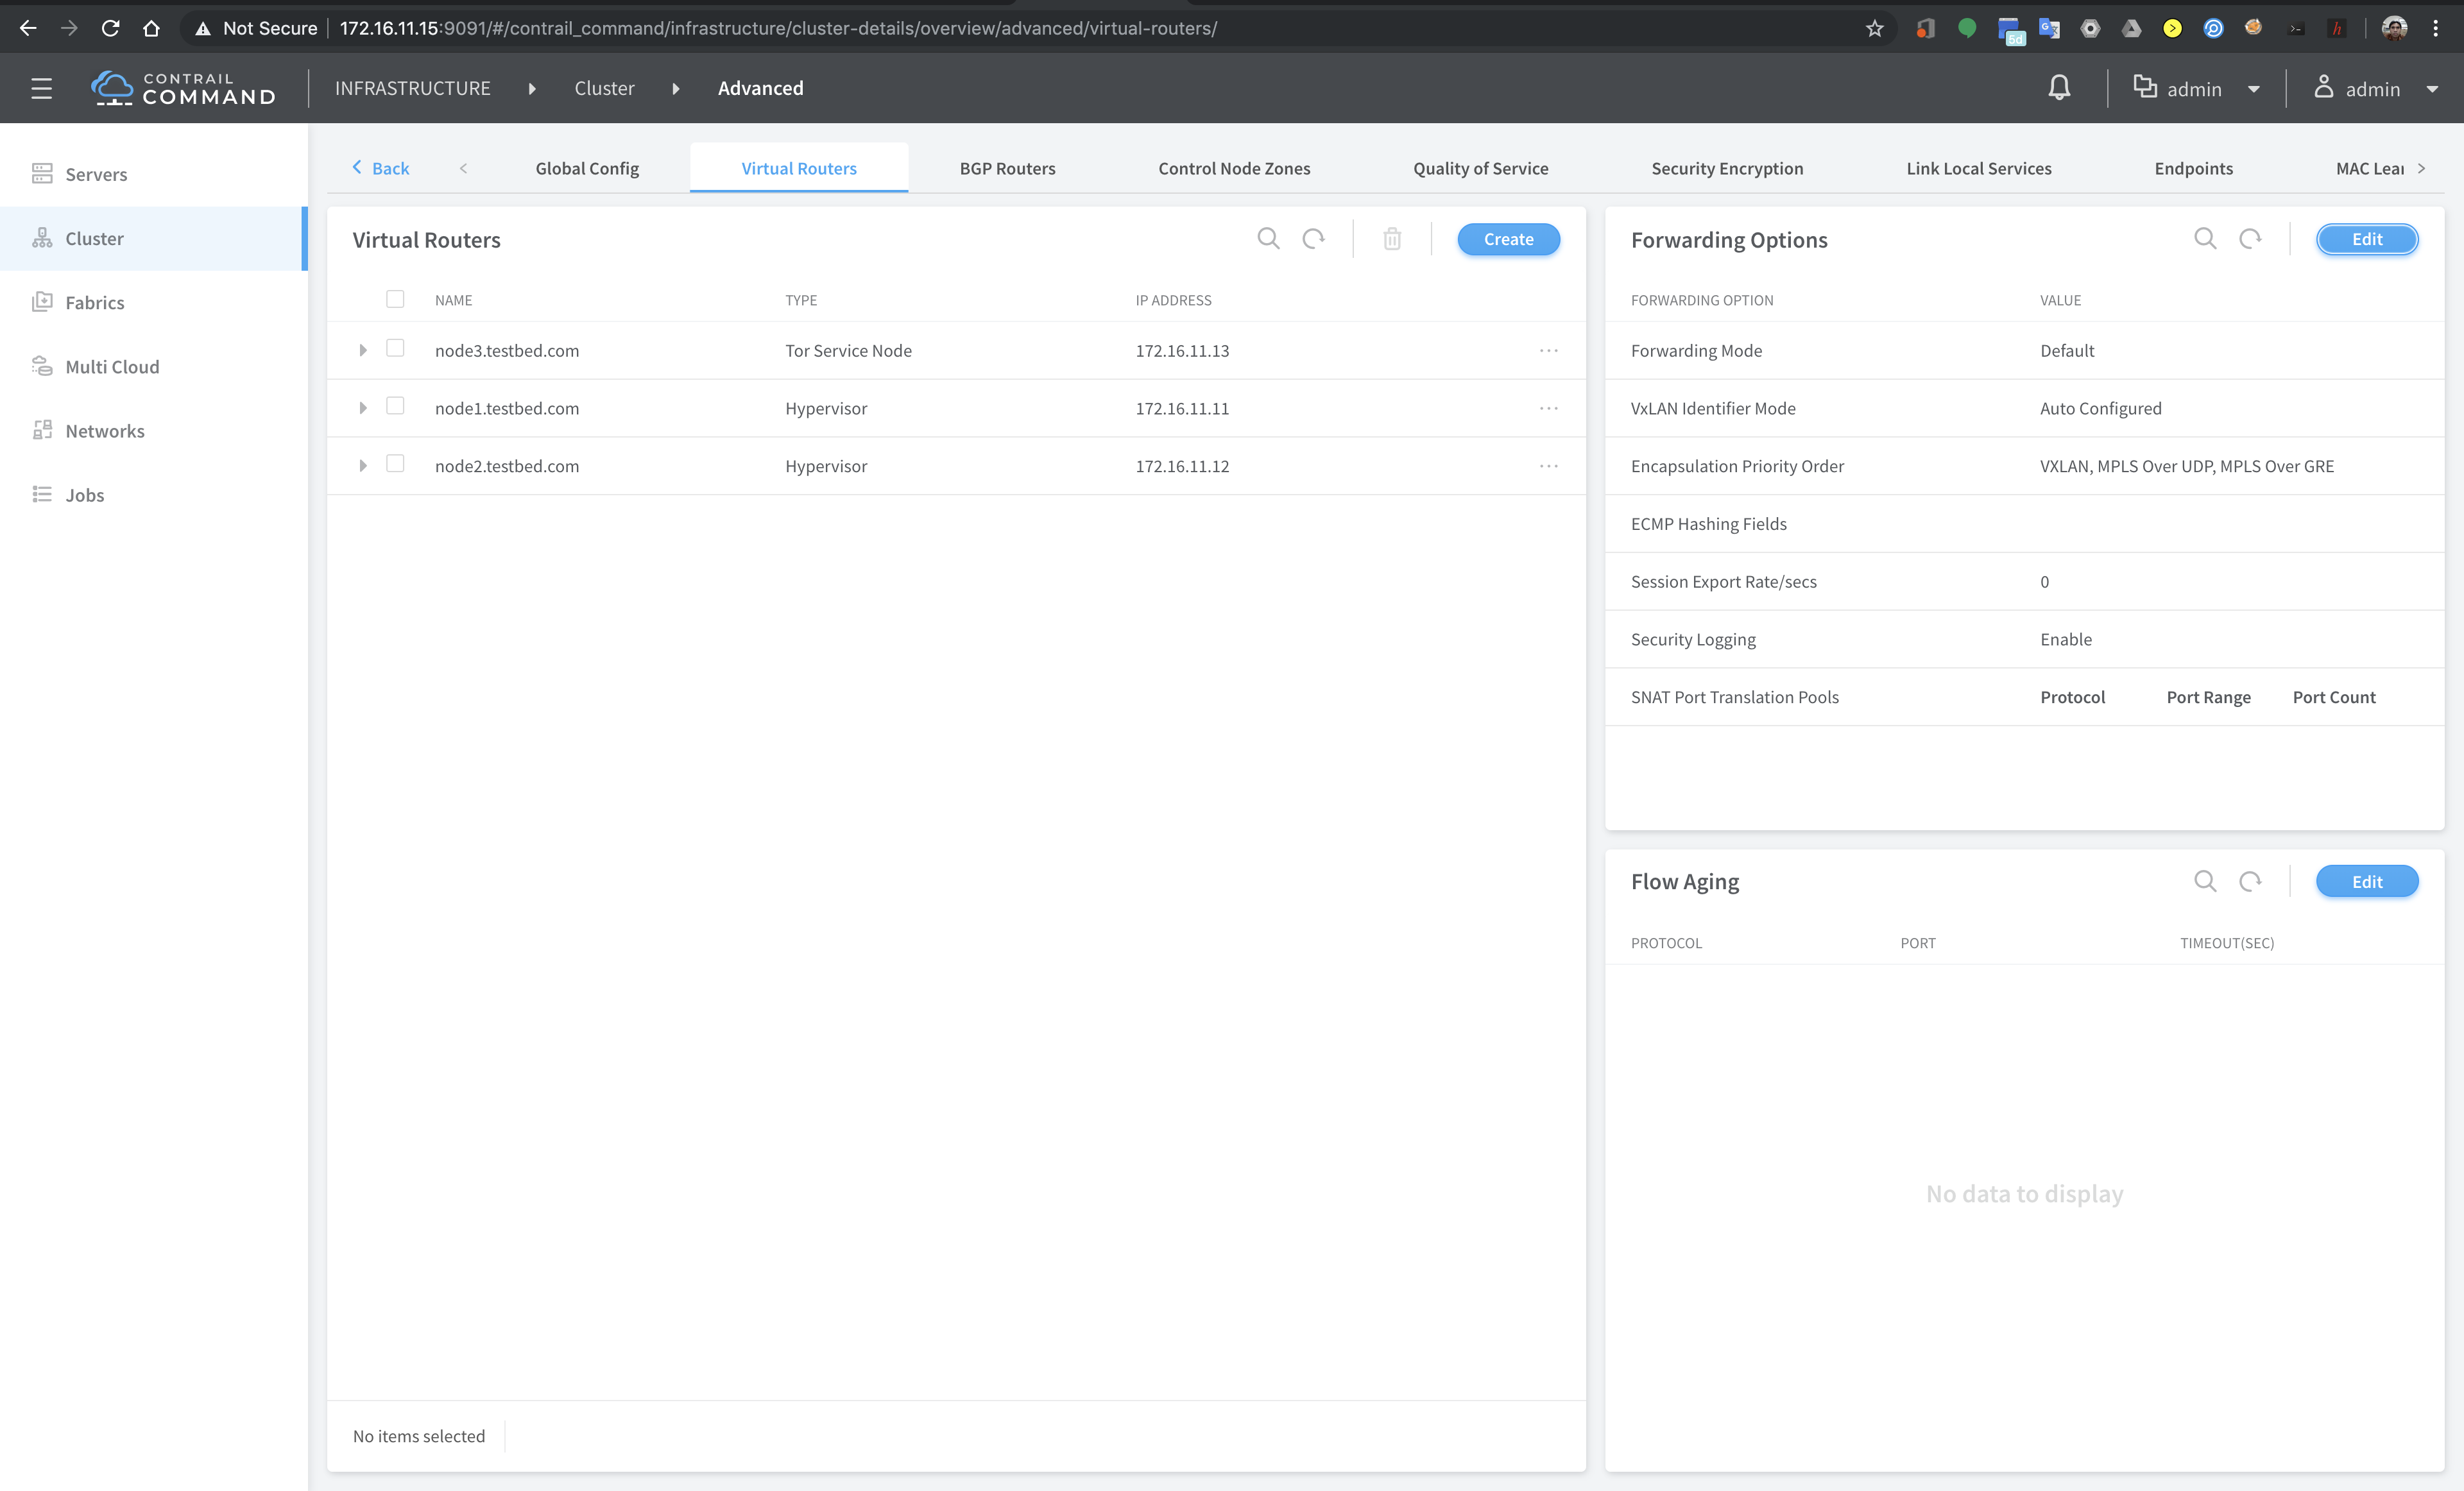 Not Secure 172.16.11.15:9091/#/contrail_command/infrastructure/cluster-details/overview/advanced/virtual-routers/
5d
CONTRAIL
COMMAND
INFRASTRUCTURE Cluster Advanced
admin admin
Servers
Cluster
Fabrics
Multi Cloud
Networks
Jobs
Back Global Config Virtual Routers BGP Routers Control Node Zones Quality of Service Security Encryption Link Local Services Endpoints MAC Lear
Virtual Routers
Create
NAME TYPE IP ADDRESS
node3.testbed.com Tor Service Node 172.16.11.13
node1.testbed.com Hypervisor 172.16.11.11
node2.testbed.com Hypervisor 172.16.11.12
No items selected
Forwarding Options
Edit
FORWARDING OPTION VALUE
Forwarding Mode Default
VxLAN Identifier Mode Auto Configured
Encapsulation Priority Order VXLAN, MPLS Over UDP, MPLS Over GRE
ECMP Hashing Fields
Session Export Rate/secs 0
Security Logging Enable
SNAT Port Translation Pools Protocol Port Range Port Count
Flow Aging
Edit
PROTOCOL PORT TIMEOUT(SEC)
No data to display